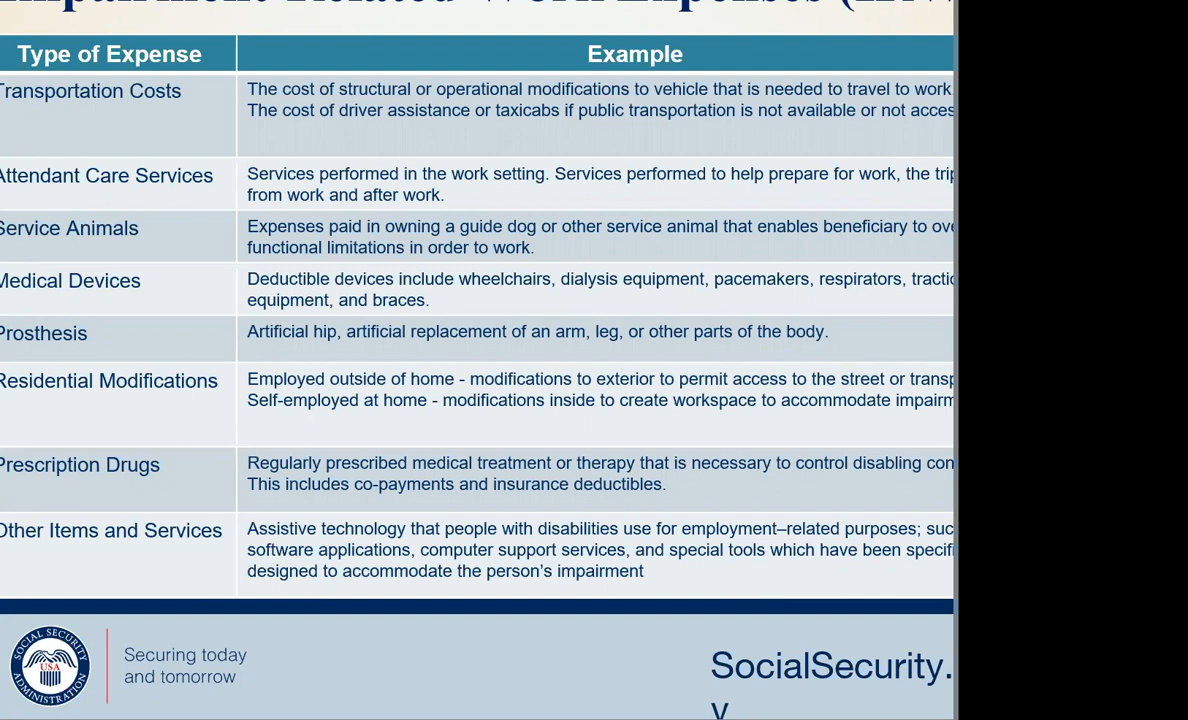 Impairment-Related Work Expenses
Type of Expense
Example
Transportation Costs
The cost of structural or operational modifications to vehicle that is needed to travel to work.
The cost of driver assistance or taxicabs if public transportation is not available or not acces
Attendant Care Services
Services performed in the work setting. Services performed to help prepare for work, the trip
from work and after work.
Service Animals
Expenses paid in owning a guide dog or other service animal that enables beneficiary to ove
functional limitations in order to work.
Medical Devices
Deductible devices include wheelchairs, dialysis equipment, pacemakers, respirators, tractic
equipment, and braces.
Prosthesis
Artificial hip, artificial replacement of an arm, leg, or other parts of the body.
Residential Modifications
Employed outside of home - modifications to exterior to permit access to the street or transp
Self-employed at home - modifications inside to create workspace to accommodate impairm
Prescription Drugs
Regularly prescribed medical treatment or therapy that is necessary to control disabling con
This includes co-payments and insurance deductibles.
Other Items and Services
Assistive technology that people with disabilities use for employment–related purposes; suc
software applications, computer support services, and special tools which have been specifi
designed to accommodate the person’s impairment
SOCIAL SECURITY
USA
ADMINISTRATION
Securing today
and tomorrow
SocialSecurity.
v